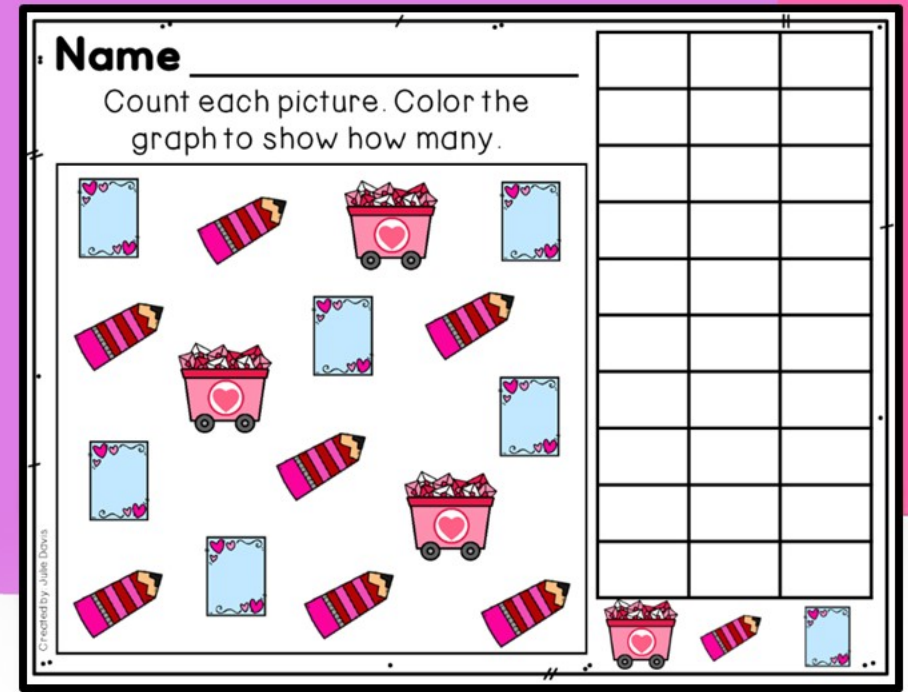 Name
Count each picture. Color the
graph to show how many.
Created by Julie Davis